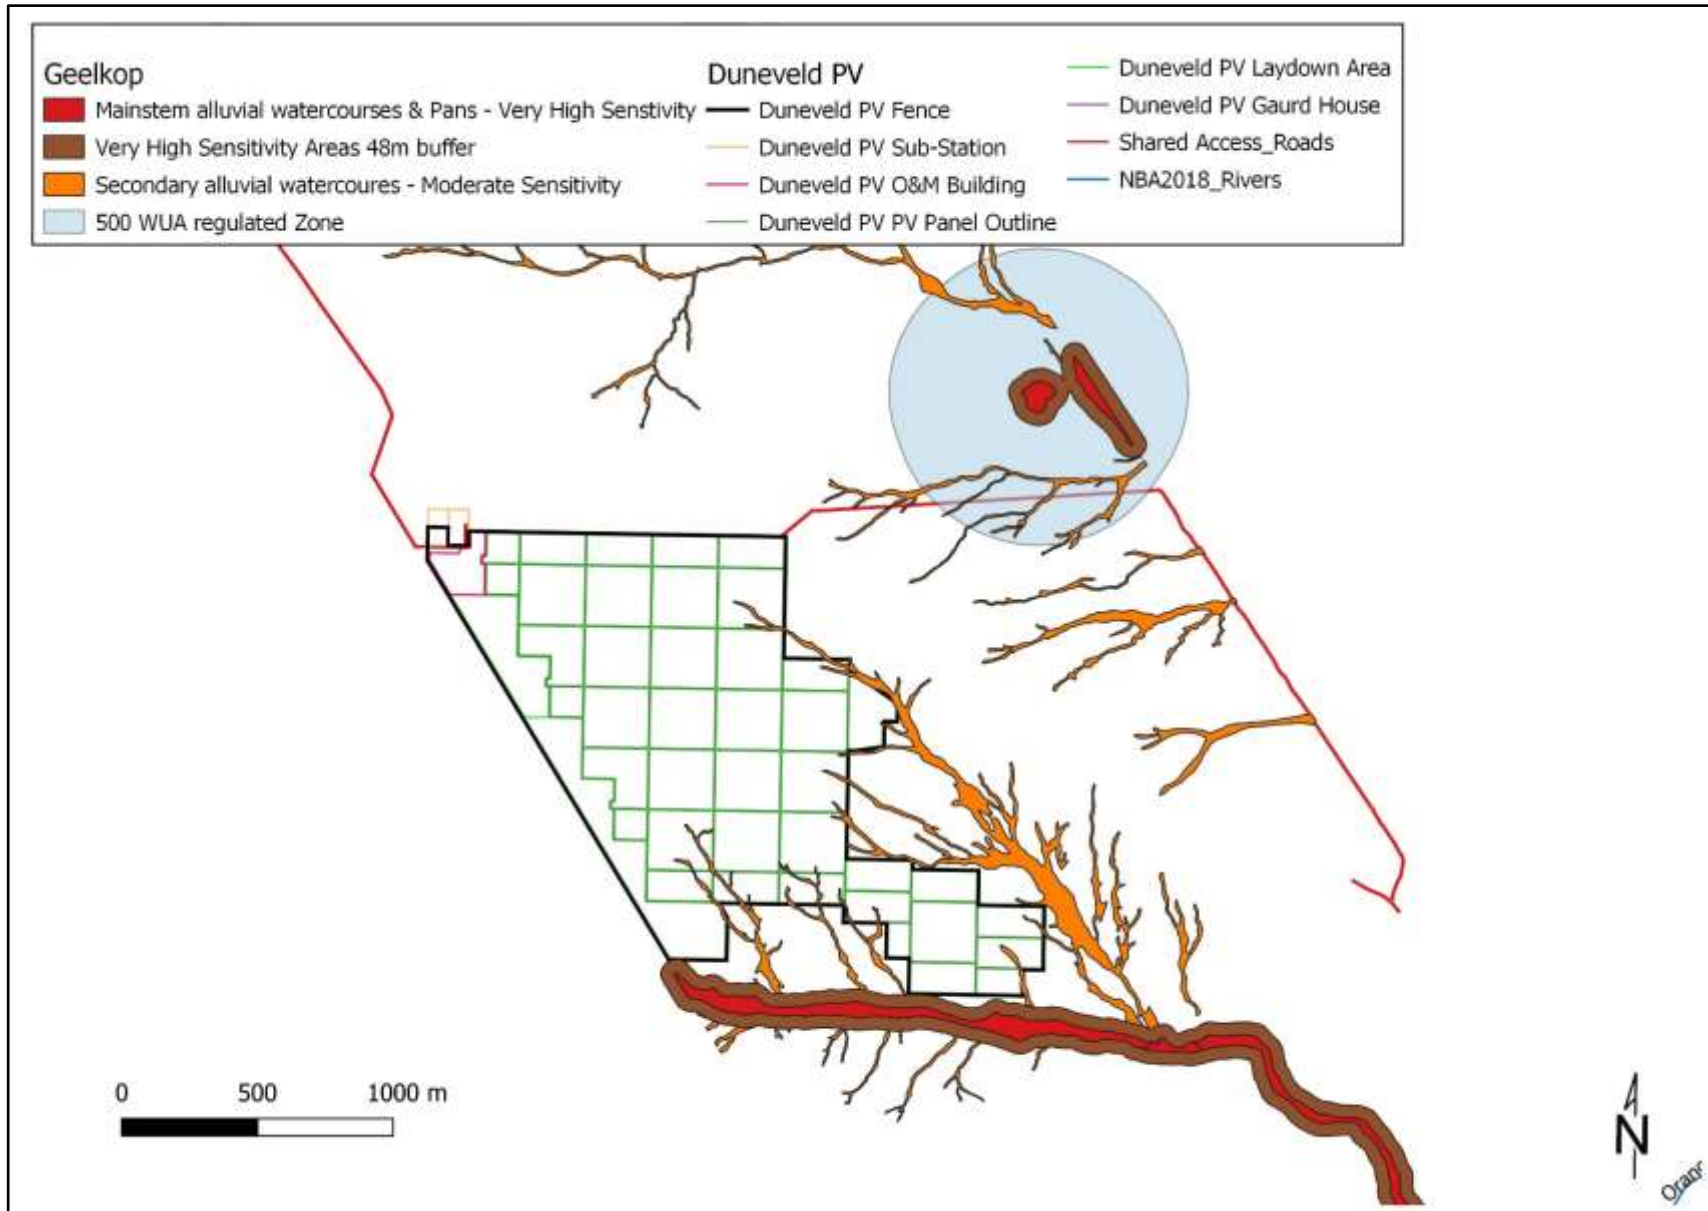 Geelkop
Mainstem alluvial watercourses & Pans - Very High Senstivity
Very High Sensitivity Areas 48m buffer
Secondary alluvial watercoures - Moderate Sensitivity
500 WUA regulated Zone
Duneveld PV
Duneveld PV Fence
Duneveld PV Sub-Station
Duneveld PV O&M Building
Duneveld PV PV Panel Outline
Duneveld PV Laydown Area
Duneveld PV Gaurd House
Shared Access_Roads
NBA2018_Rivers
0 500 1000 m
N